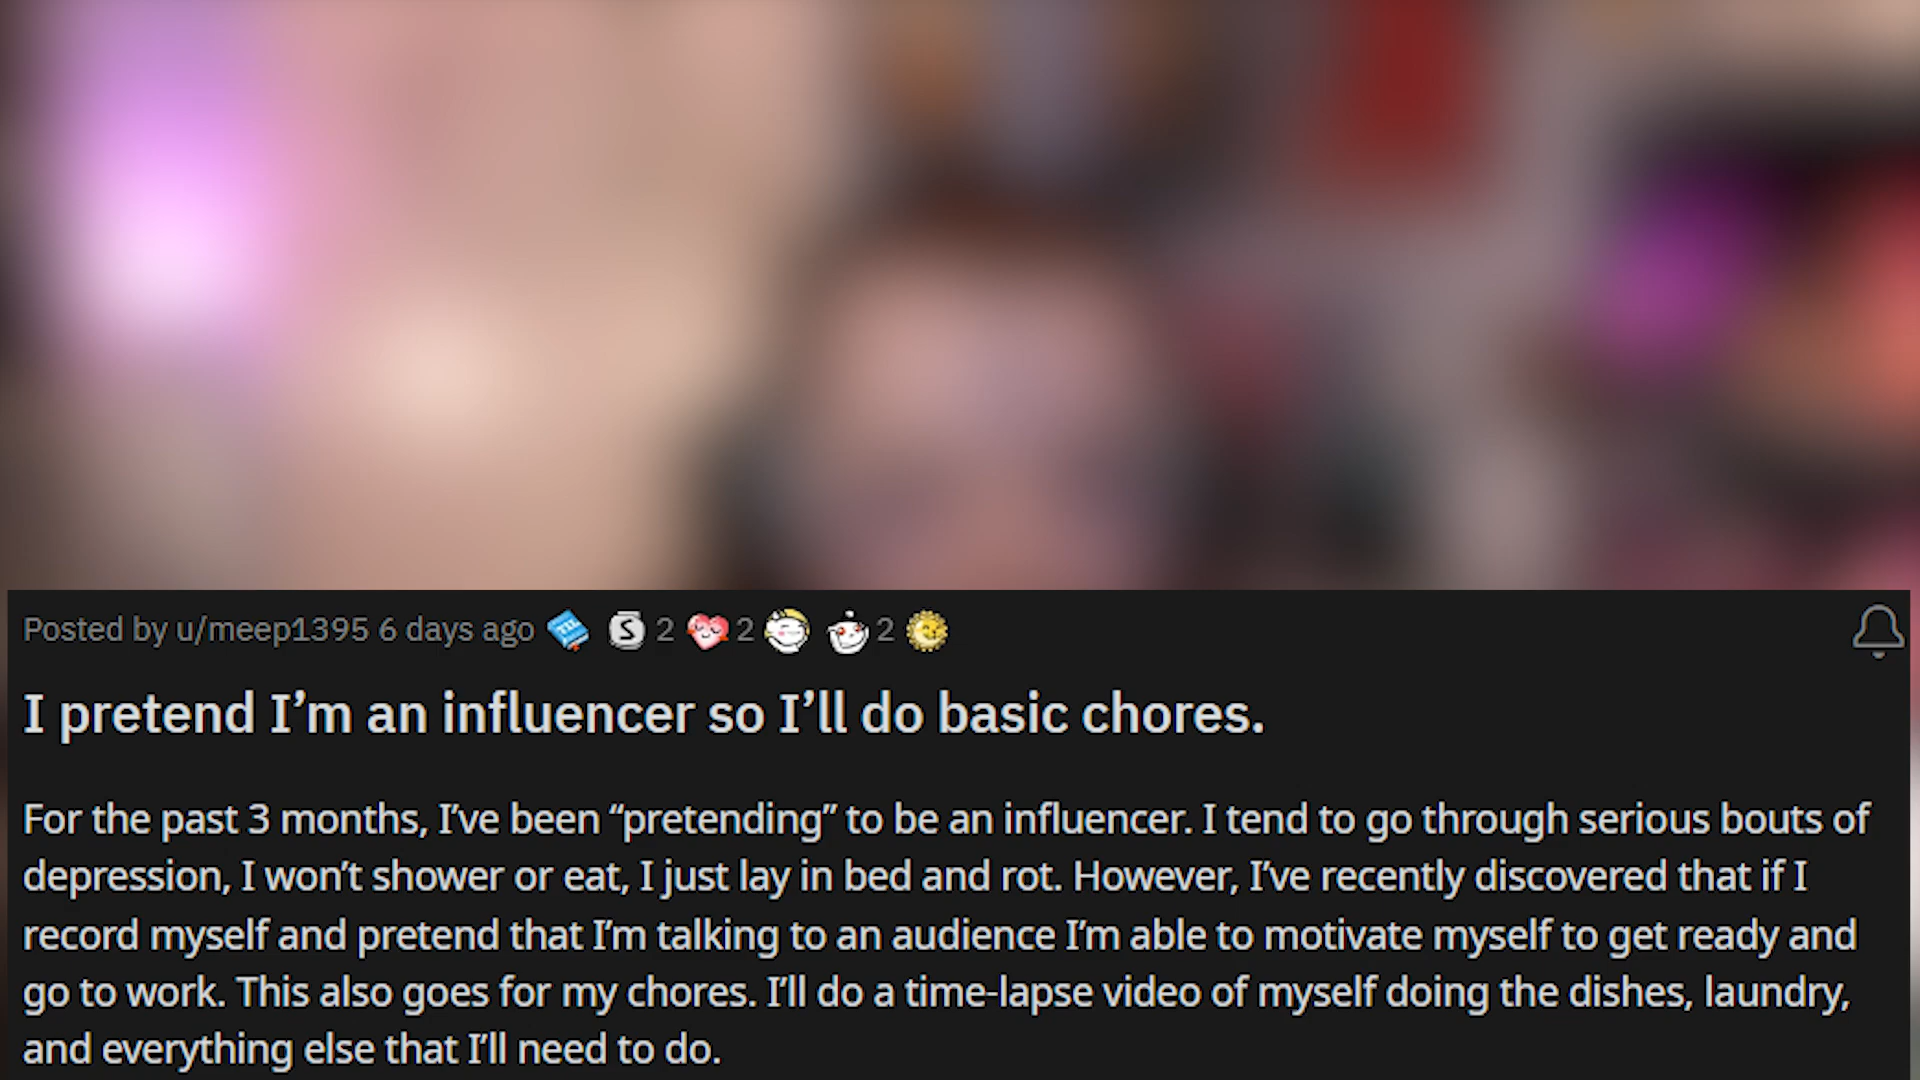 Posted by u/meep1395 6 days ago 2 2 2
I pretend I’m an influencer so I’ll do basic chores.
For the past 3 months, I’ve been “pretending” to be an influencer. I tend to go through serious bouts of
depression, I won’t shower or eat, I just lay in bed and rot. However, I’ve recently discovered that if I
record myself and pretend that I’m talking to an audience I’m able to motivate myself to get ready and
go to work. This also goes for my chores. I’ll do a time-lapse video of myself doing the dishes, laundry,
and everything else that I’ll need to do.